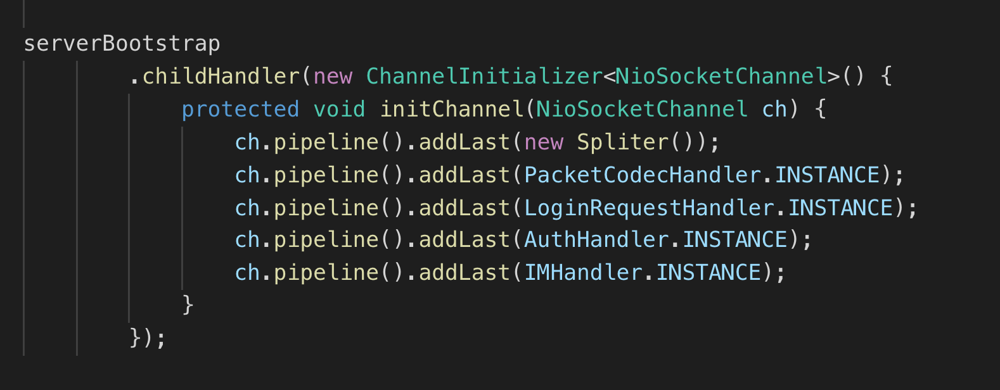 serverBootstrap
.childHandler(new ChannelInitializer<NioSocketChannel>() {
protected void initChannel(NioSocketChannel ch) {
ch.pipeline().addLast(new Spliter());
ch.pipeline().addLast(PacketCodecHandler.INSTANCE);
ch.pipeline().addLast(LoginRequestHandler.INSTANCE);
ch.pipeline().addLast(AuthHandler.INSTANCE);
ch.pipeline().addLast(IMHandler.INSTANCE);
}
});